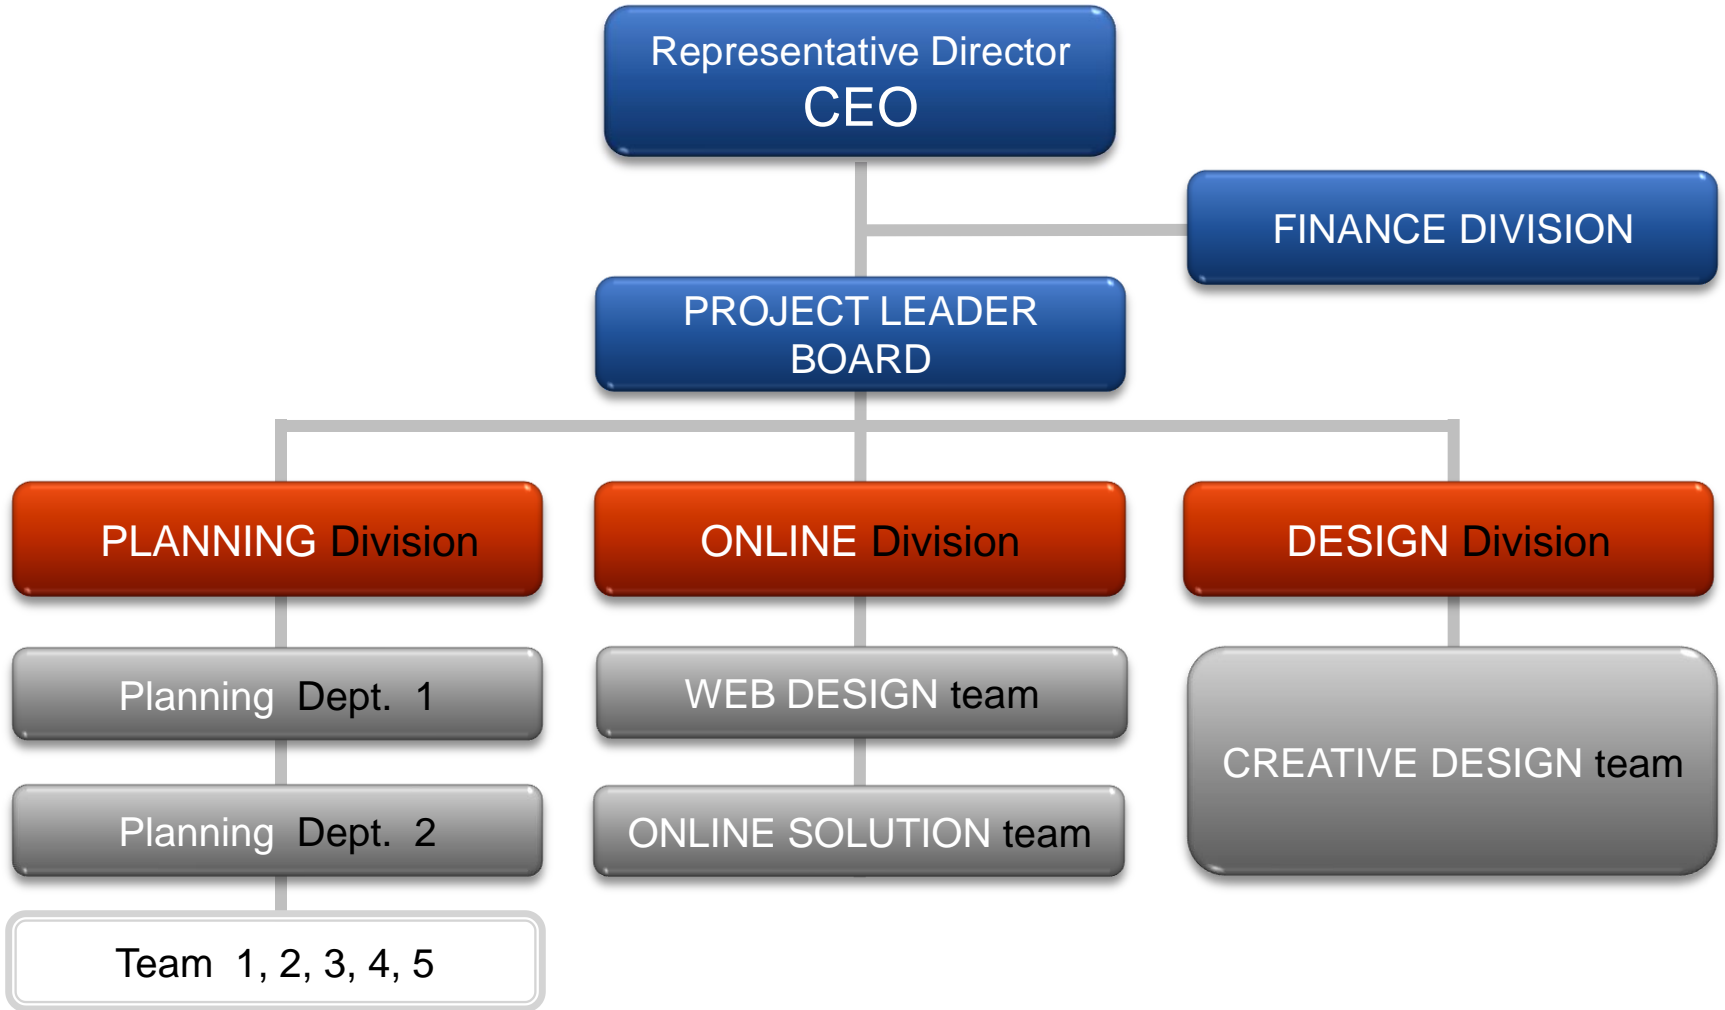 Representative Director
CEO
FINANCE DIVISION
PROJECT LEADER
BOARD
PLANNING Division
ONLINE Division
DESIGN Division
Planning Dept. 1
WEB DESIGN team
CREATIVE DESIGN team
Planning Dept. 2
ONLINE SOLUTION team
Team 1, 2, 3, 4, 5